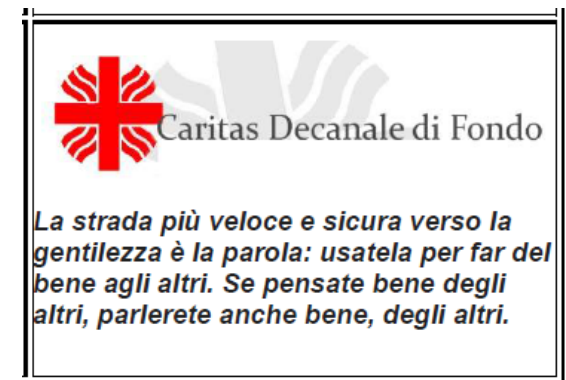 Caritas Decanale di Fondo
La strada più veloce e sicura verso la
gentilezza è la parola: usatela per far del
bene agli altri. Se pensate bene degli
altri, parlerete anche bene, degli altri.